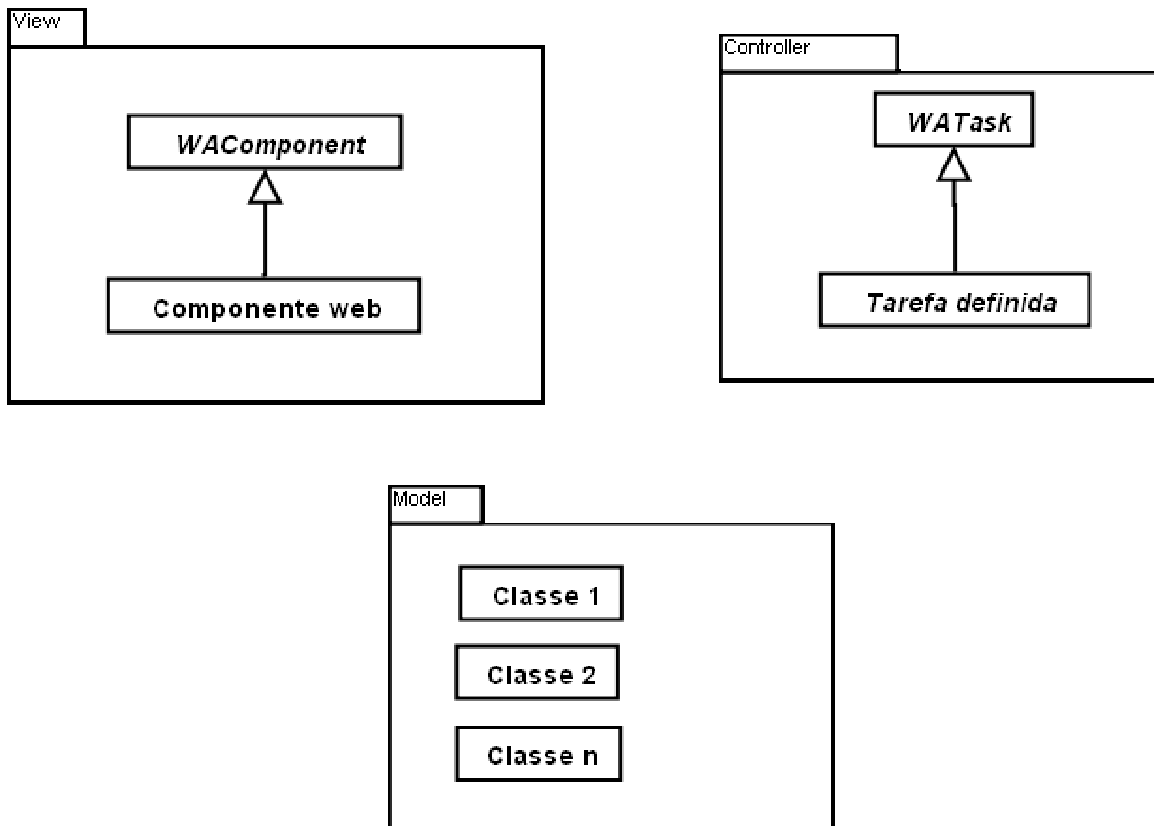 View
WAComponent
Componente web
Controller
WATask
Tarefa definida
Model
Classe 1
Classe 2
Classe n